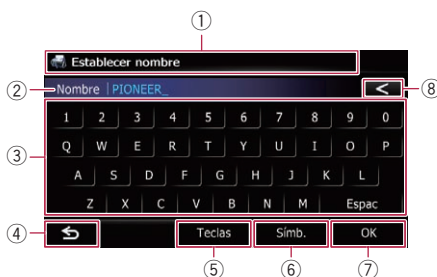 ①
Establecer nombre
② Nombre PIONEER_ < ⑧
1 2 3 4 5 6 7 8 9 0
③ Q W E R T Y U I O P
A S D F G H J K L
Z X C V B N M Espac
④ Teclas Símb. OK
⑤ ⑥ ⑦